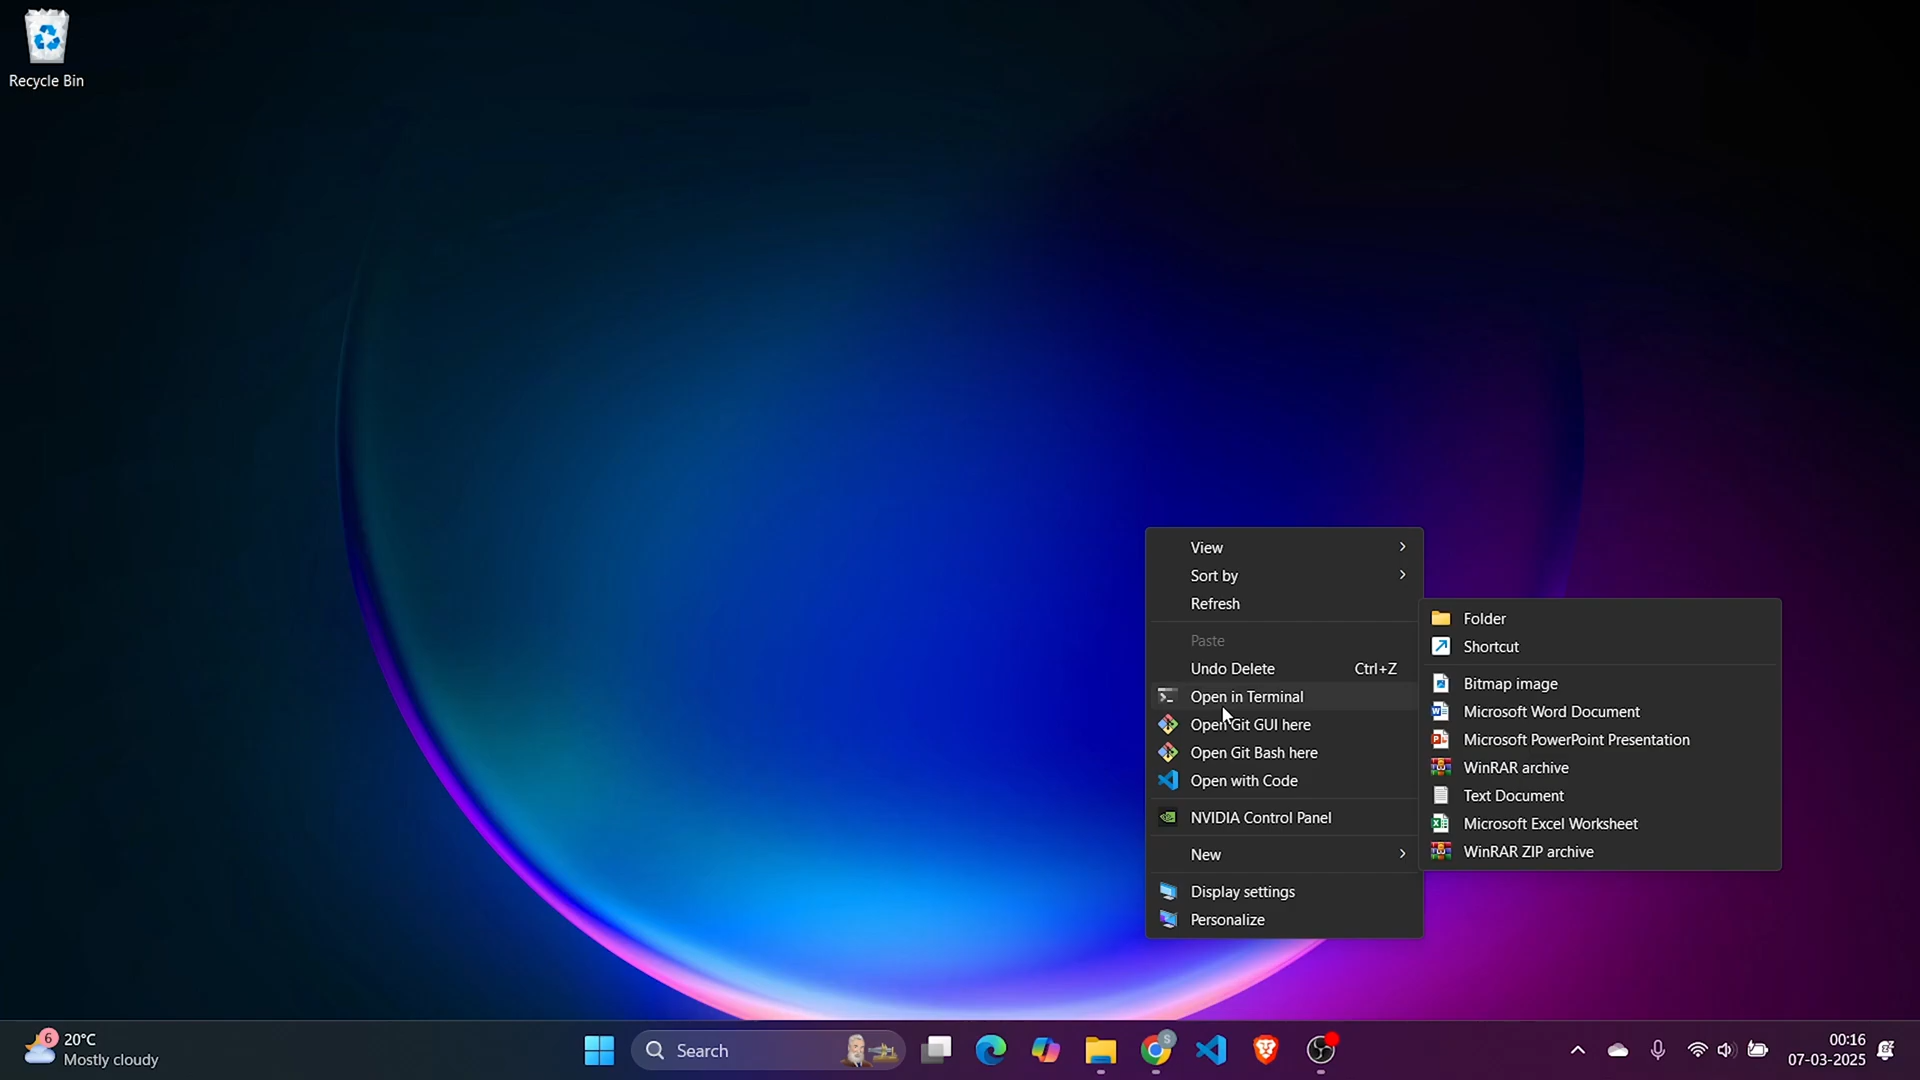 Recycle Bin
View
Sort by
Refresh
Paste
Undo Delete Ctrl+Z
Open in Terminal
Open Git GUI here
Open Git Bash here
Open with Code
NVIDIA Control Panel
New
Display settings
Personalize
Folder
Shortcut
Bitmap image
Microsoft Word Document
Microsoft PowerPoint Presentation
WinRAR archive
Text Document
Microsoft Excel Worksheet
WinRAR ZIP archive
6
20°C
Mostly cloudy
Search
S
00:16
07-03-2025